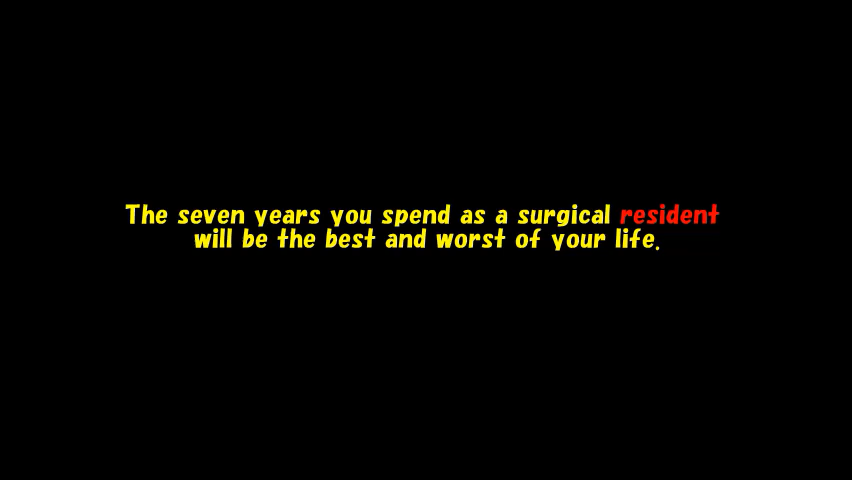 The seven years you spend as a surgical resident
will be the best and worst of your life.